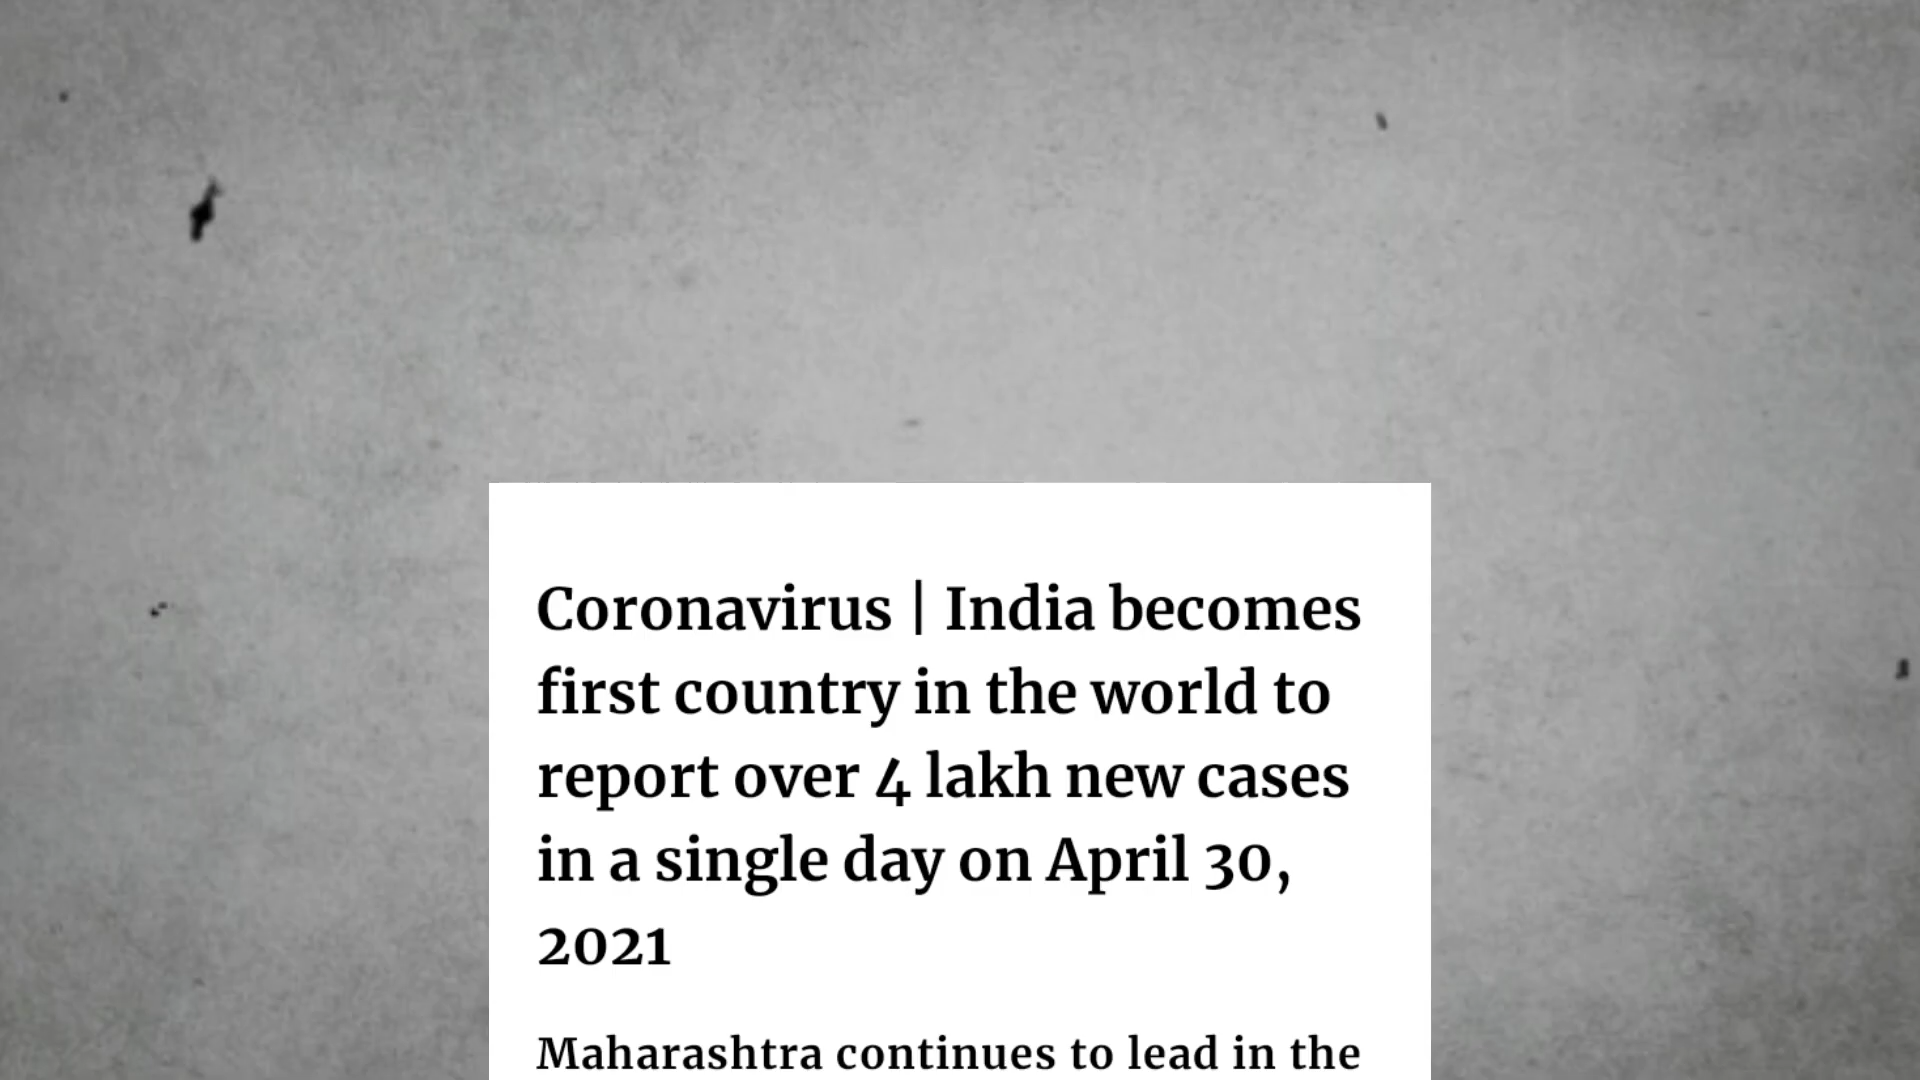 Coronavirus | India becomes
first country in the world to
report over 4 lakh new cases
in a single day on April 30,
2021
Maharashtra continues to lead in the